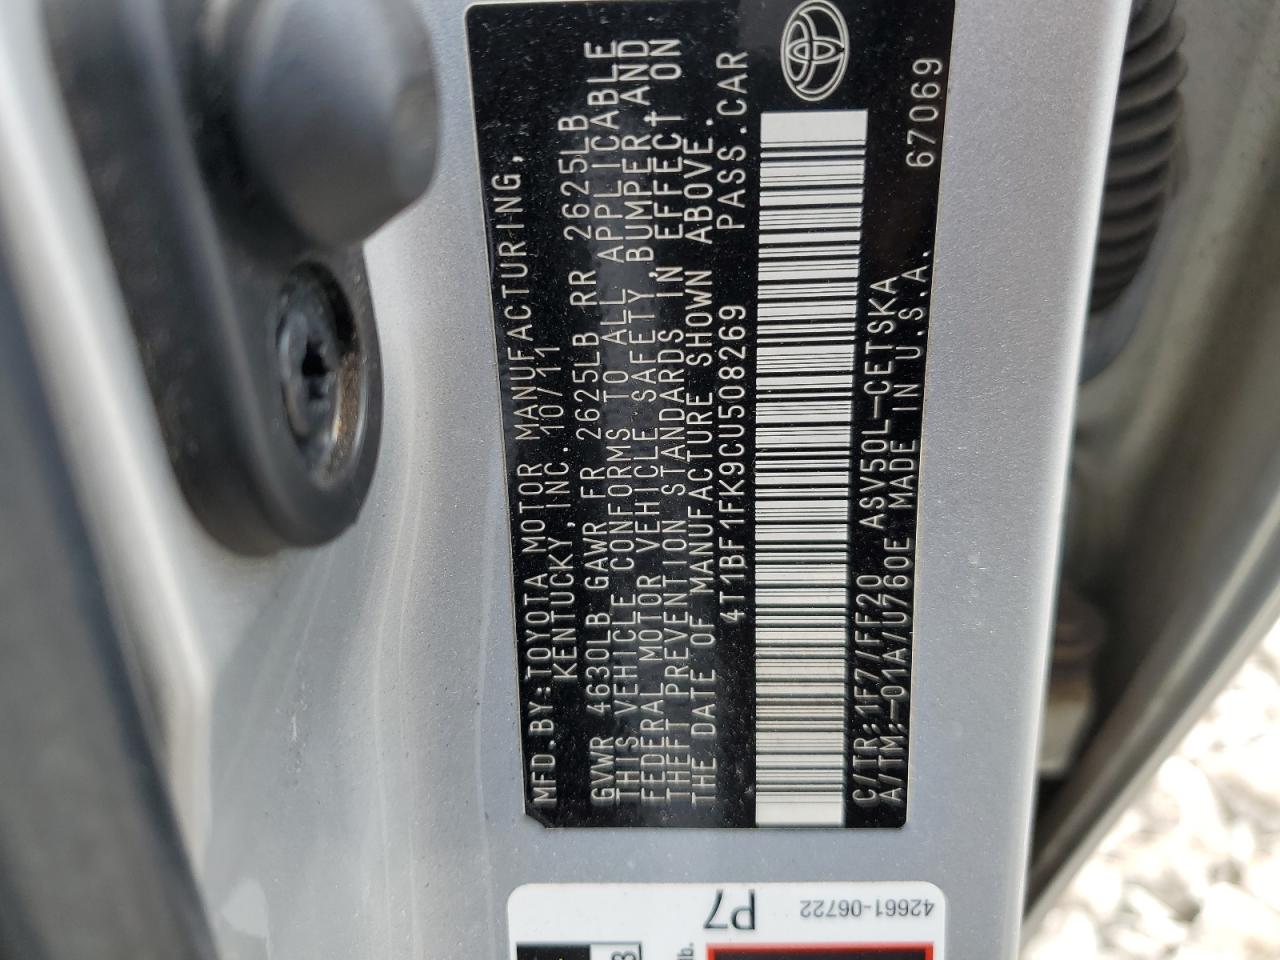 MFD.BY:TOYOTA MOTOR MANUFACTURING,
KENTUCKY,INC. 10/11
GVWR 4630LB GAWR FR 2625LB RR 2625LB
THIS VEHICLE CONFORMS TO ALL APPLICABLE
FEDERAL MOTOR VEHICLE SAFETY,BUMPER,AND
THEFT PREVENTION STANDARDS IN EFFECT ON
THE DATE OF MANUFACTURE SHOWN ABOVE.
4T1BF1FK9CU508269 PASS.CAR
C/TR:1F7/FF20 ASV50L-CETSKA
A/TM:-01A/U760E MADE IN U.S.A. 67069
42661-06722
P7
lb.